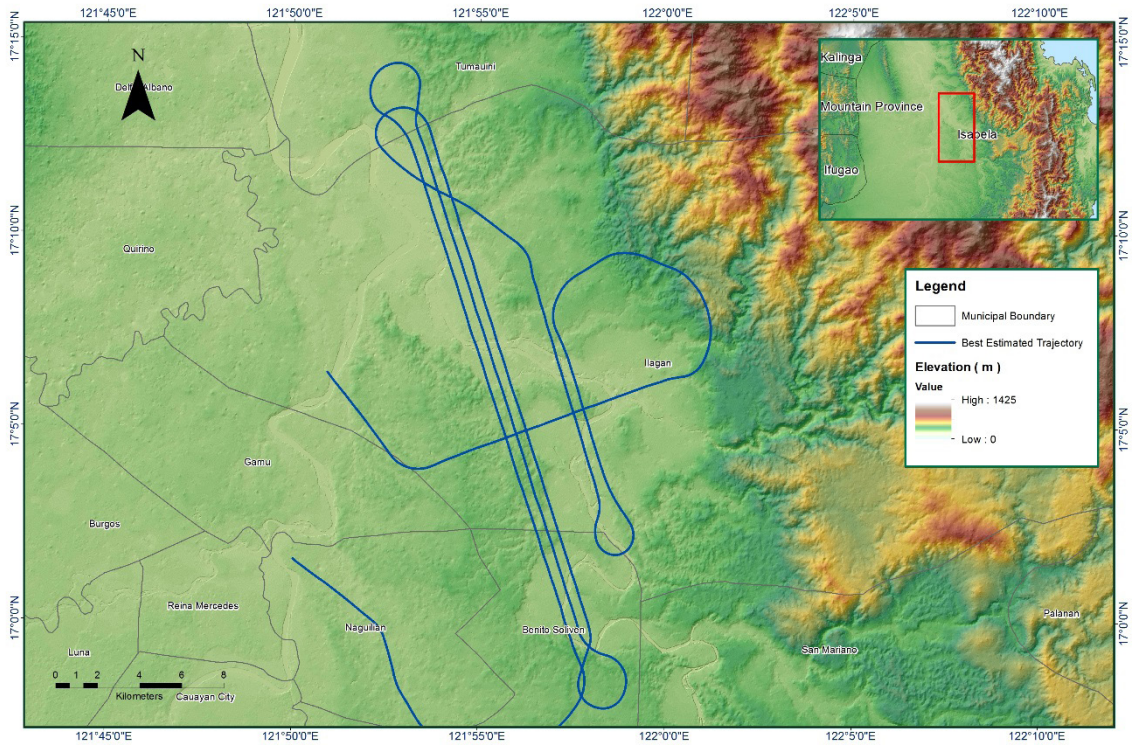 121°45'0"E 121°50'0"E 121°55'0"E 122°0'0"E 122°5'0"E 122°10'0"E
17°15'0"N
17°15'0"N
N
Tumauini
Kalinga
Mountain Province
Isabela
Ifugao
17°10'0"N
17°10'0"N
Quirino
Legend
Municipal Boundary
Best Estimated Trajectory
Elevation ( m )
Value
High : 1425
Low : 0
Ilagan
17°5'0"N
17°5'0"N
Gamu
Burgos
Reina Mercedes
Naguilian
Benito Soliven
Palanan
17°0'0"N
17°0'0"N
Luna
San Mariano
0 1 2 4 6 8
Kilometers
Cauayan City
121°45'0"E 121°50'0"E 121°55'0"E 122°0'0"E 122°5'0"E 122°10'0"E